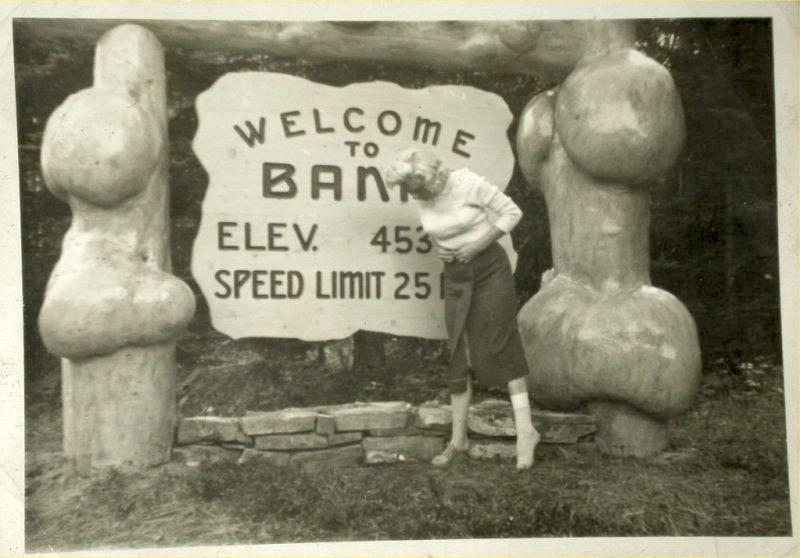 WELCOME
TO
BAN
ELEV. 453
SPEED LIMIT 25